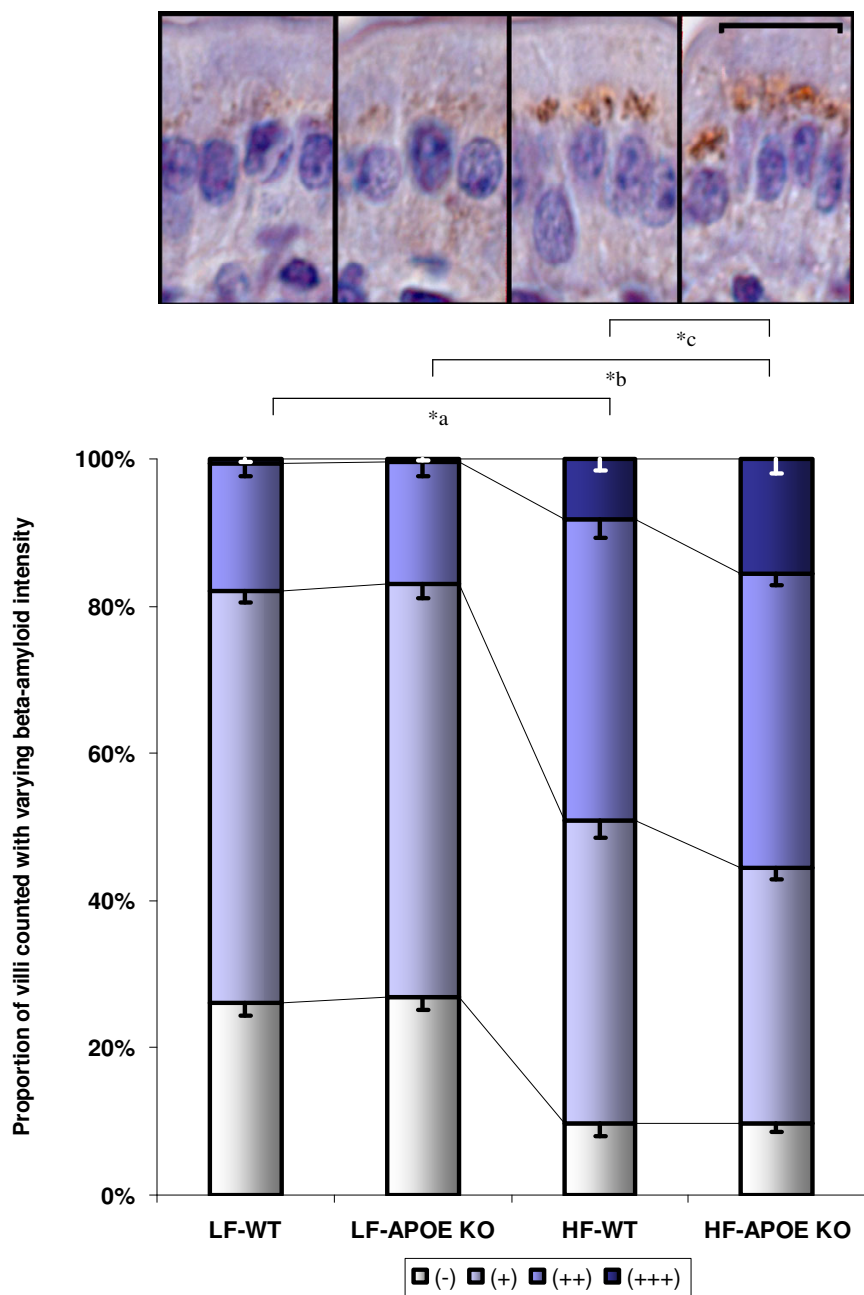 *c
*b
*a
Proportion of villi counted with varying beta-amyloid intensity
100%
80%
60%
40%
20%
0%
LF-WT LF-APOE KO HF-WT HF-APOE KO
(-) (+) (++) (+++)